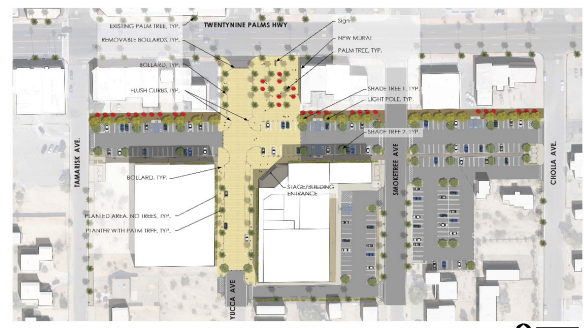 TWENTYNINE PALMS HWY
EXISTING PALM TREE, TYP.
REMOVABLE BOLLARDS, TYP.
BOLLARD, TYP.
FLUSH CURBS, TYP.
Sign
NEW MURAL
PALM TREE, TYP.
SHADE TREE 1, TYP.
LIGHT POLE, TYP.
SHADE TREE 2, TYP.
TAMARISK AVE.
SMOKETREE AVE
CHOLLA AVE.
BOLLARD, TYP.
STAGE/BUILDING
ENTRANCE
PLANTED AREA, NO TREES, TYP.
PLANTER WITH PALM TREE, TYP.
YUCCA AVE